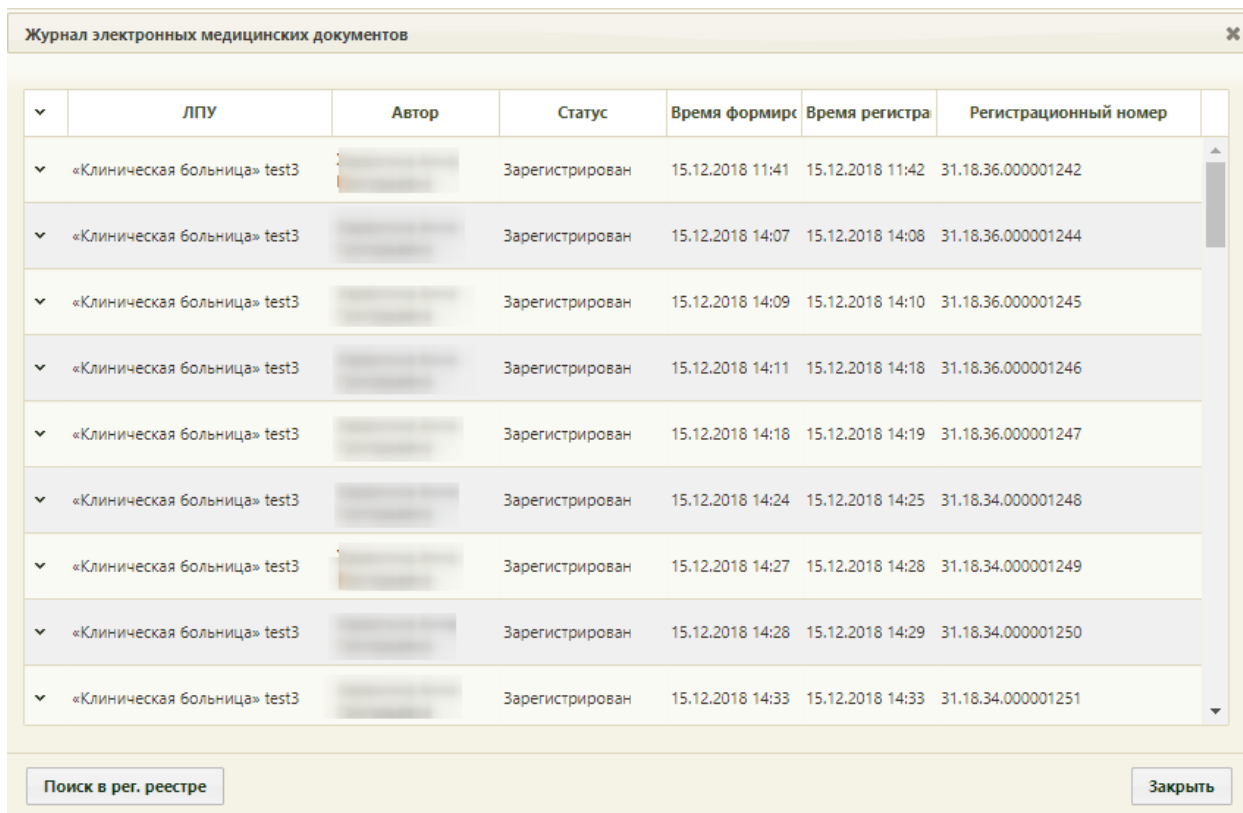 Журнал электронных медицинских документов
ЛПУ Автор Статус Время формирс Время регистра Регистрационный номер
«Клиническая больница» test3 Зарегистрирован 15.12.2018 11:41 15.12.2018 11:42 31.18.36.000001242
«Клиническая больница» test3 Зарегистрирован 15.12.2018 14:07 15.12.2018 14:08 31.18.36.000001244
«Клиническая больница» test3 Зарегистрирован 15.12.2018 14:09 15.12.2018 14:10 31.18.36.000001245
«Клиническая больница» test3 Зарегистрирован 15.12.2018 14:11 15.12.2018 14:18 31.18.36.000001246
«Клиническая больница» test3 Зарегистрирован 15.12.2018 14:18 15.12.2018 14:19 31.18.36.000001247
«Клиническая больница» test3 Зарегистрирован 15.12.2018 14:24 15.12.2018 14:25 31.18.34.000001248
«Клиническая больница» test3 Зарегистрирован 15.12.2018 14:27 15.12.2018 14:28 31.18.34.000001249
«Клиническая больница» test3 Зарегистрирован 15.12.2018 14:28 15.12.2018 14:29 31.18.34.000001250
«Клиническая больница» test3 Зарегистрирован 15.12.2018 14:33 15.12.2018 14:33 31.18.34.000001251
Поиск в рег. реестре Закрыть